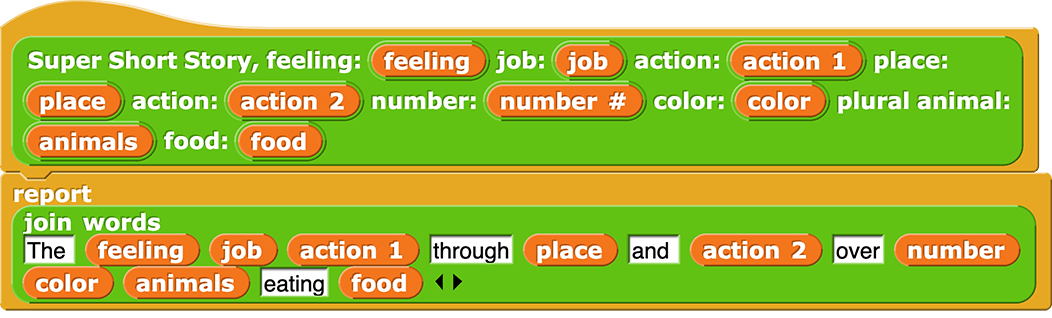 Super Short Story, feeling: feeling job: job action: action 1 place:
place action: action 2 number: number # color: color plural animal:
animals food: food
report
join words
The feeling job action 1 through place and action 2 over number
color animals eating food